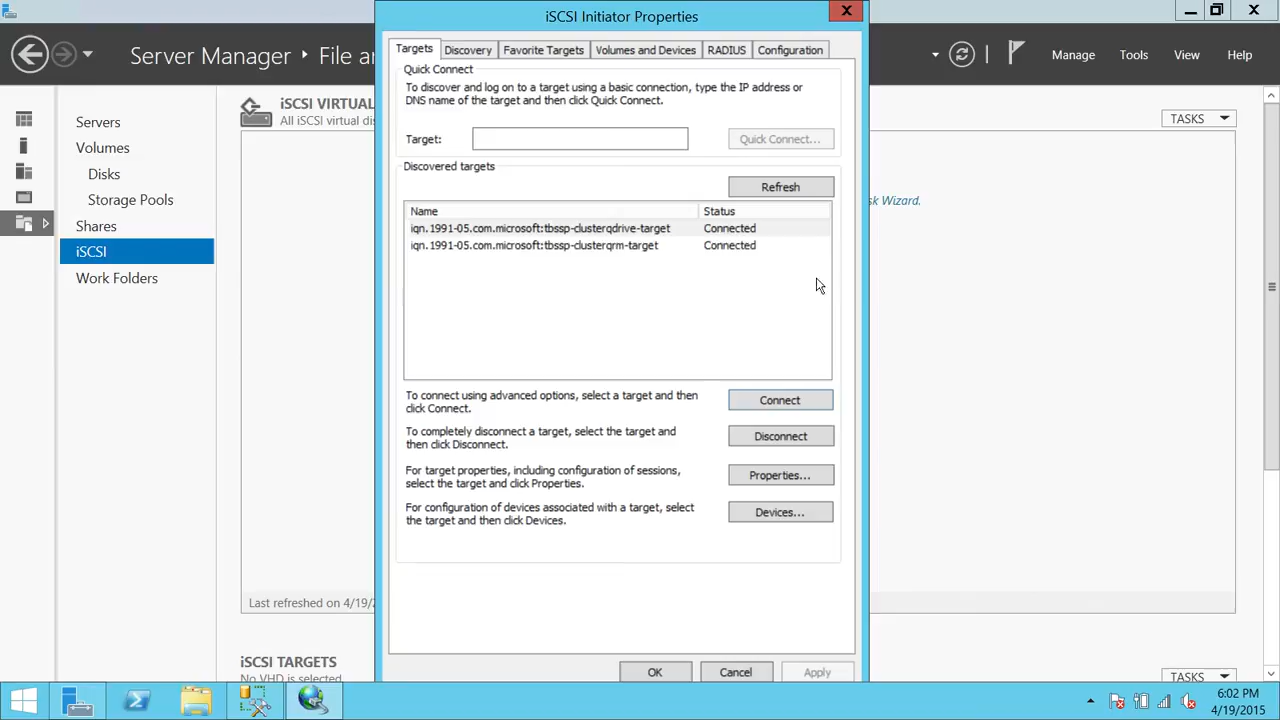 iSCSI Initiator Properties
Server Manager
File a
Manage
Tools
View
Help
Targets
Discovery
Favorite Targets
Volumes and Devices
RADIUS
Configuration
Quick Connect
To discover and log on to a target using a basic connection, type the IP address or
DNS name of the target and then click Quick Connect.
Target:
Quick Connect...
Discovered targets
Refresh
Name
Status
iqn.1991-05.com.microsoft:tbssp-clusterqdrive-target
Connected
iqn.1991-05.com.microsoft:tbssp-clusterqrm-target
Connected
To connect using advanced options, select a target and then
click Connect.
Connect
To completely disconnect a target, select the target and
then click Disconnect.
Disconnect
For target properties, including configuration of sessions,
select the target and click Properties.
Properties...
For configuration of devices associated with a target, select
the target and then click Devices.
Devices...
OK
Cancel
Apply
Servers
Volumes
Disks
Storage Pools
Shares
iSCSI
Work Folders
iSCSI VIRTUAL
All iSCSI virtual dis
TASKS
sk Wizard.
Last refreshed on 4/19/2
iSCSI TARGETS
No VHD is selected.
TASKS
6:02 PM
4/19/2015